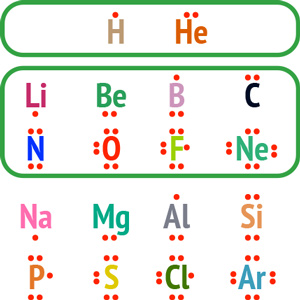 H He
Li Be B C
N O F Ne
Na Mg Al Si
P S Cl Ar